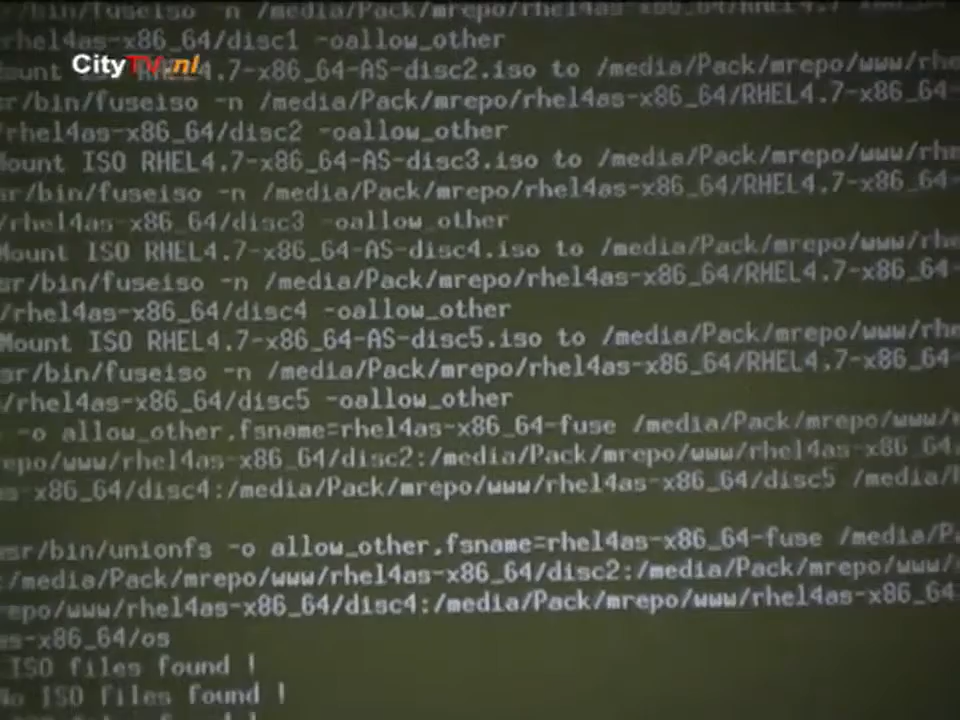 /bin/fuseiso -n /media/Pack/mrepo/rhel4as-x86_64/RHEL4.7
rhel4as-x86_64/disc1 -oallow_other
CityTV.nl
ount 4.7-x86_64-AS-disc2.iso to /media/Pack/mrepo/www/rhe
sr/bin/fuseiso -n /media/Pack/mrepo/rhel4as-x86_64/RHEL4.7-x86_64-
/rhel4as-x86_64/disc2 -oallow_other
Mount ISO RHEL4.7-x86_64-AS-disc3.iso to /media/Pack/mrepo/www/rhe
sr/bin/fuseiso -n /media/Pack/mrepo/rhel4as-x86_64/RHEL4.7-x86_64-
/rhel4as-x86_64/disc3 -oallow_other
Mount ISO RHEL4.7-x86_64-AS-disc4.iso to /media/Pack/mrepo/www/rhe
sr/bin/fuseiso -n /media/Pack/mrepo/rhel4as-x86_64/RHEL4.7-x86_64-
/rhel4as-x86_64/disc4 -oallow_other
Mount ISO RHEL4.7-x86_64-AS-disc5.iso to /media/Pack/mrepo/www/rhe
sr/bin/fuseiso -n /media/Pack/mrepo/rhel4as-x86_64/RHEL4.7-x86_64-
/rhel4as-x86_64/disc5 -oallow_other
-o allow_other,fsname=rhel4as-x86_64-fuse /media/Pack/mrepo/www/
epo/www/rhel4as-x86_64/disc2:/media/Pack/mrepo/www/rhel4as-x86_64
s-x86_64/disc4:/media/Pack/mrepo/www/rhel4as-x86_64/disc5 /media/
usr/bin/unionfs -o allow_other,fsname=rhel4as-x86_64-fuse /media/Pa
:/media/Pack/mrepo/www/rhel4as-x86_64/disc2:/media/Pack/mrepo/www/
epo/www/rhel4as-x86_64/disc4:/media/Pack/mrepo/www/rhel4as-x86_64
as-x86_64/os
ISO files found !
No ISO files found !